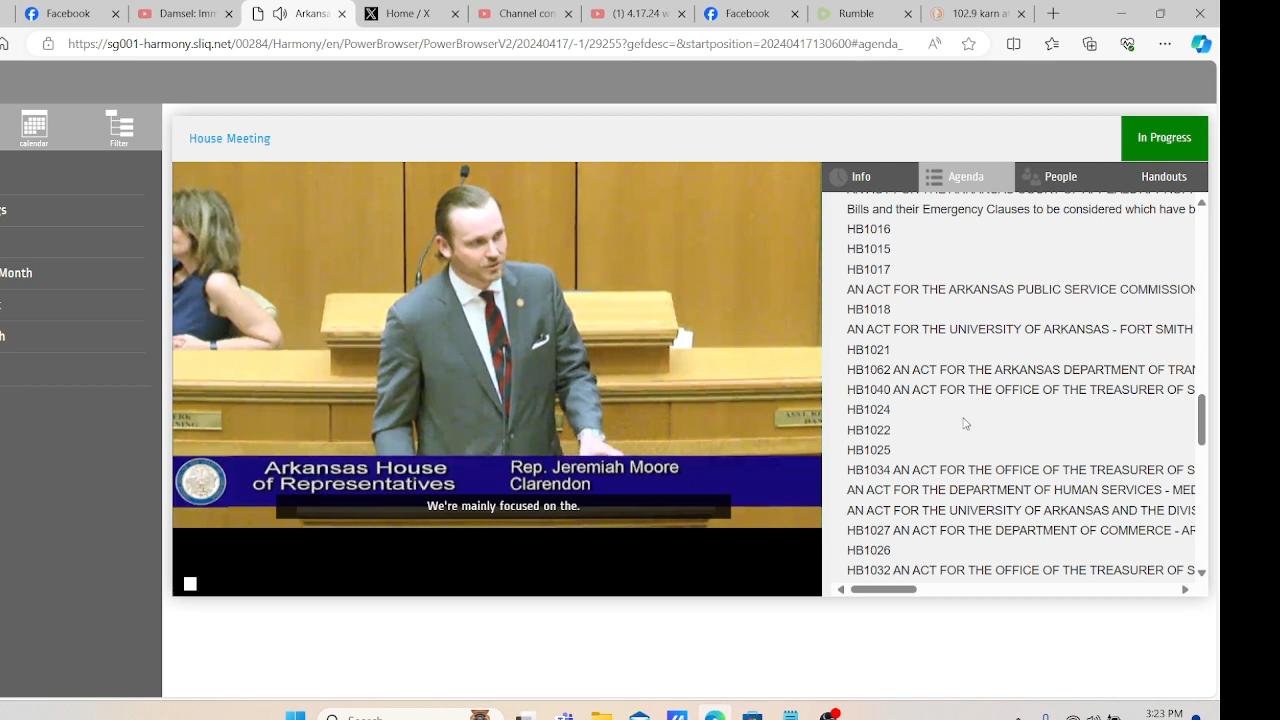 Facebook
Damsel: Imm
Arkansa
Home / X
Channel con
(1) 4.17.24 w
Facebook
Rumble
102.9 karn at
https://sg001-harmony.sliq.net/00284/Harmony/en/PowerBrowser/PowerBrowserV2/20240417/-1/29255?gefdesc=&startposition=20240417130600#agenda_
calendar
Filter
House Meeting
In Progress
Info
Agenda
People
Handouts
Bills and their Emergency Clauses to be considered which have b
HB1016
HB1015
HB1017
AN ACT FOR THE ARKANSAS PUBLIC SERVICE COMMISSION
HB1018
AN ACT FOR THE UNIVERSITY OF ARKANSAS - FORT SMITH
HB1021
HB1062 AN ACT FOR THE ARKANSAS DEPARTMENT OF TRAN
HB1040 AN ACT FOR THE OFFICE OF THE TREASURER OF S
HB1024
HB1022
HB1025
HB1034 AN ACT FOR THE OFFICE OF THE TREASURER OF S
AN ACT FOR THE DEPARTMENT OF HUMAN SERVICES - MED
AN ACT FOR THE UNIVERSITY OF ARKANSAS AND THE DIVIS
HB1027 AN ACT FOR THE DEPARTMENT OF COMMERCE - AR
HB1026
HB1032 AN ACT FOR THE OFFICE OF THE TREASURER OF S
gs
Month
t
h
Arkansas House
of Representatives
Rep. Jeremiah Moore
Clarendon
We're mainly focused on the.
Search
3:23 PM